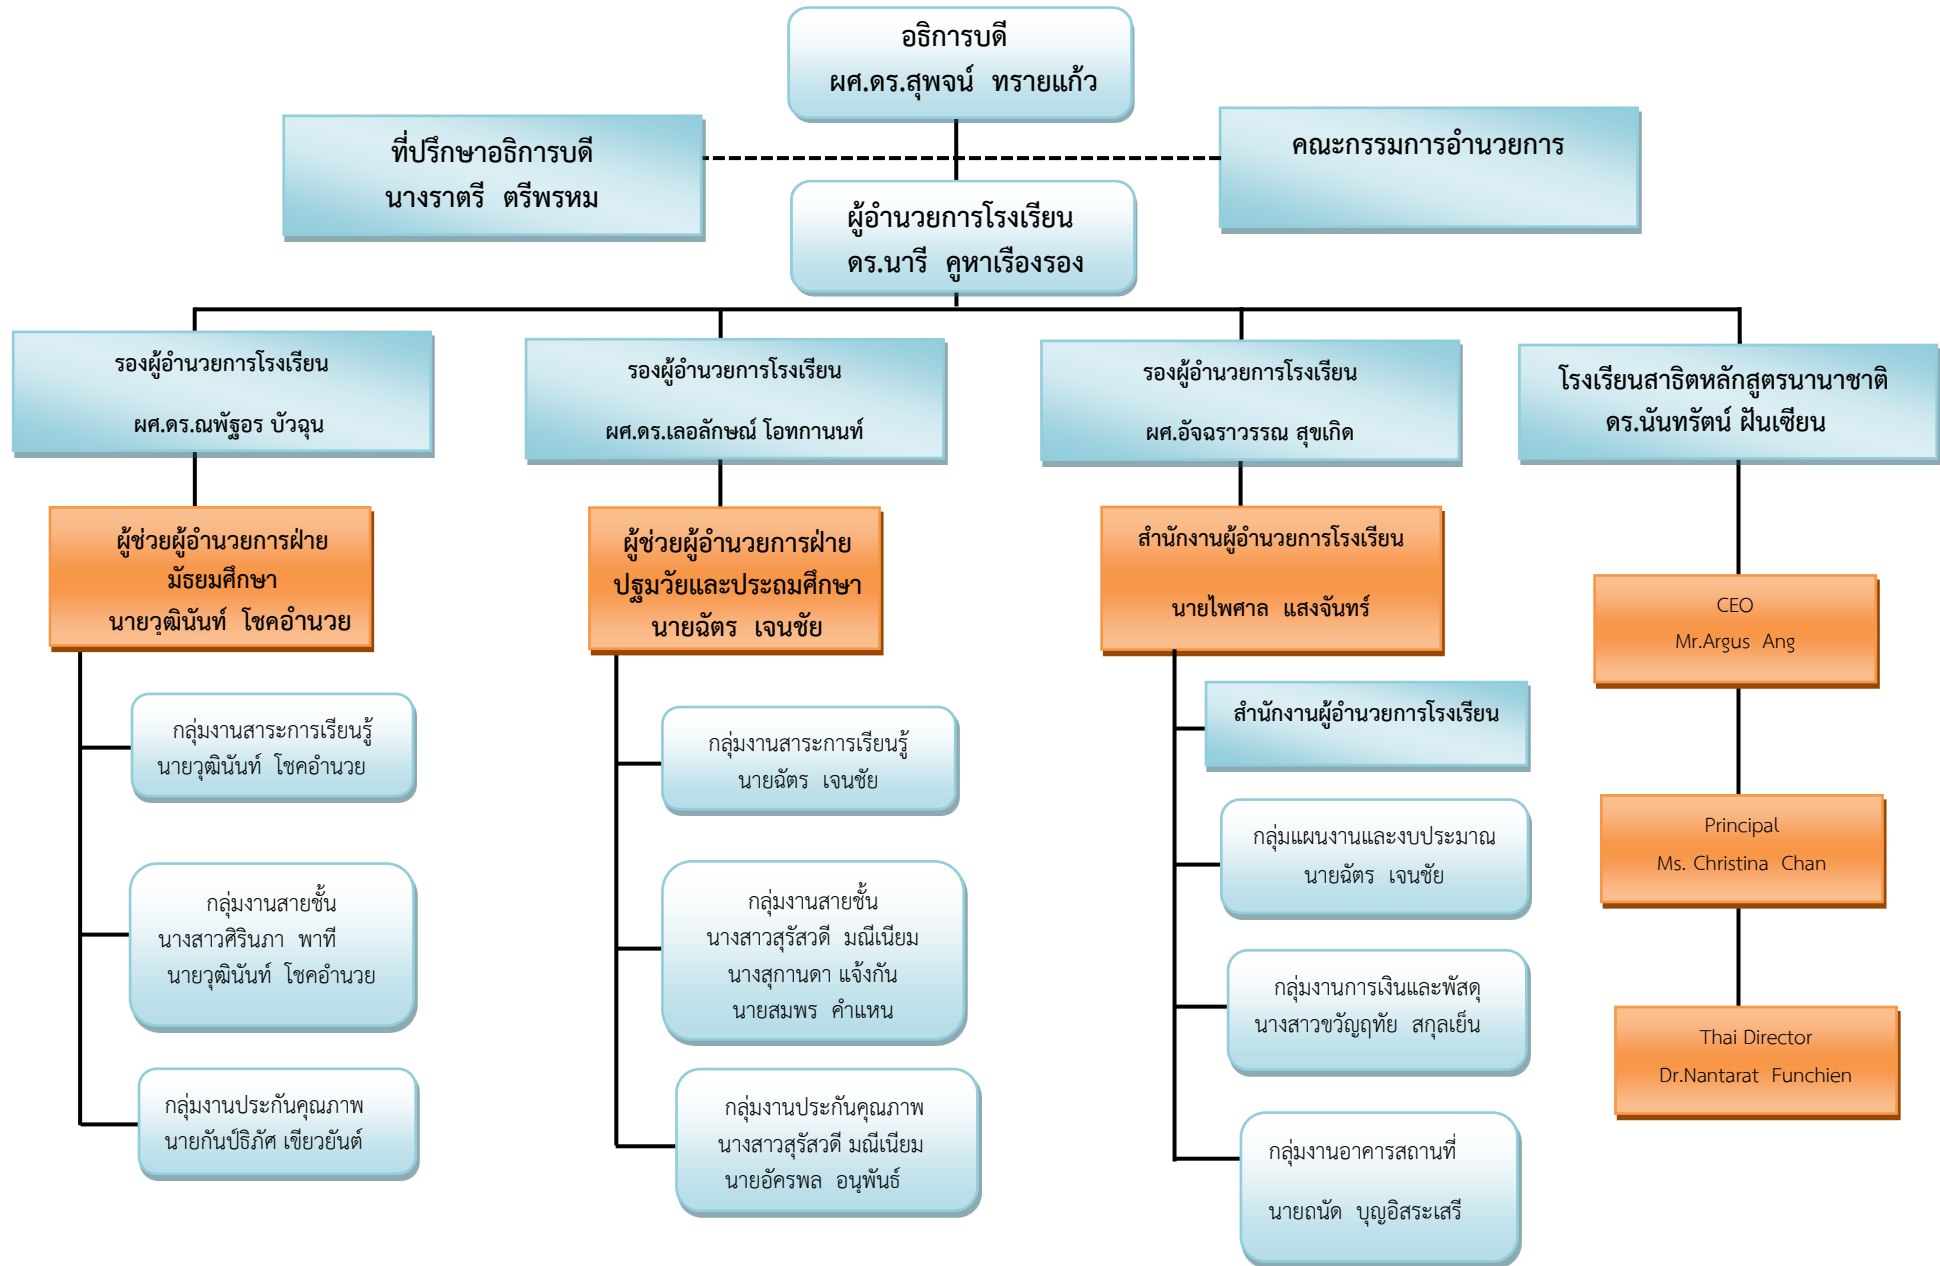 อธิการบดี
ผศ.ดร.สุพจน์ ทรายแก้ว
ที่ปรึกษาอธิการบดี
นางราตรี ตรีพรหม
คณะกรรมการอำนวยการ
ผู้อำนวยการโรงเรียน
ดร.นารี คูหาเรืองรอง
รองผู้อำนวยการโรงเรียน
ผศ.ดร.ณพัฐอร บัวฉุน
รองผู้อำนวยการโรงเรียน
ผศ.ดร.เลอลักษณ์ โอทกานนท์
รองผู้อำนวยการโรงเรียน
ผศ.อัจฉราวรรณ สุขเกิด
โรงเรียนสาธิตหลักสูตรนานาชาติ
ดร.นันทรัตน์ ฝันเซียน
ผู้ช่วยผู้อำนวยการฝ่าย
มัธยมศึกษา
นายวุฒินันท์ โชคอำนวย
ผู้ช่วยผู้อำนวยการฝ่าย
ปฐมวัยและประถมศึกษา
นายฉัตร เจนชัย
สำนักงานผู้อำนวยการโรงเรียน
นายไพศาล แสงจันทร์
CEO
Mr.Argus Ang
กลุ่มงานสาระการเรียนรู้
นายวุฒินันท์ โชคอำนวย
กลุ่มงานสาระการเรียนรู้
นายฉัตร เจนชัย
สำนักงานผู้อำนวยการโรงเรียน
กลุ่มแผนงานและงบประมาณ
นายฉัตร เจนชัย
Principal
Ms. Christina Chan
กลุ่มงานสายชั้น
นางสาวศิรินภา พาที
นายวุฒินันท์ โชคอำนวย
กลุ่มงานสายชั้น
นางสาวสุรัสวดี มณีเนียม
นางสุกานดา แจ้งกัน
นายสมพร คำแหน
กลุ่มงานการเงินและพัสดุ
นางสาวขวัญฤทัย สกุลเย็น
Thai Director
Dr.Nantarat Funchien
กลุ่มงานประกันคุณภาพ
นายกันป์ธิภัศ เขียวยันต์
กลุ่มงานประกันคุณภาพ
นางสาวสุรัสวดี มณีเนียม
นายอัครพล อนุพันธ์
กลุ่มงานอาคารสถานที่
นายถนัด บุญอิสระเสรี